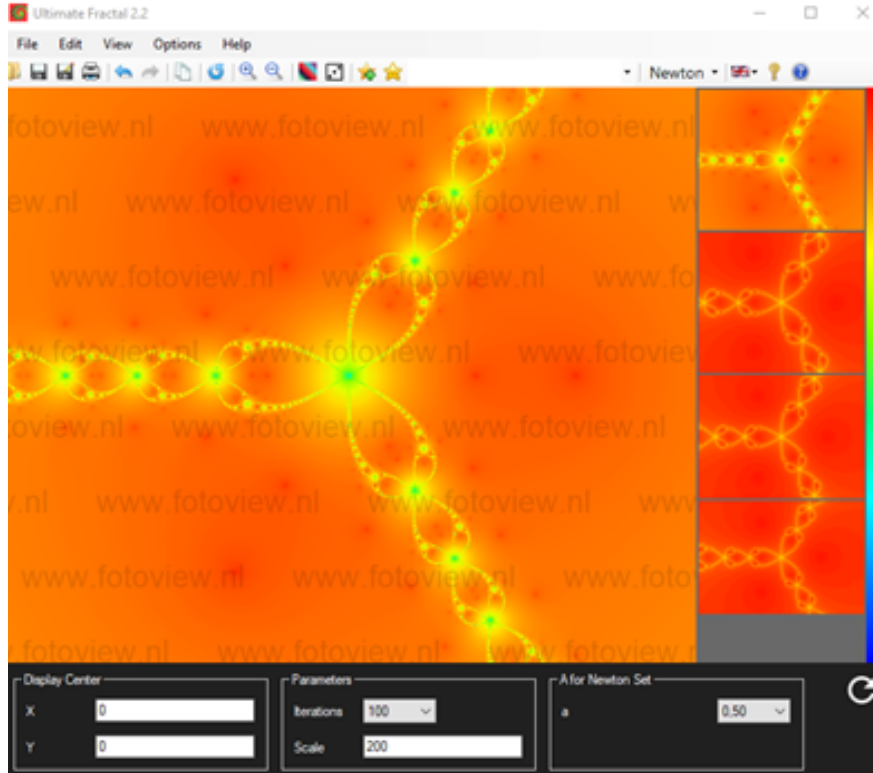 Ultimate Fractal 2.2
File Edit View Options Help
Newton
fotoview.nl www.fotoview.nl www.fotoview.nl
ew.nl www.fotoview.nl www.fotoview.nl w
www.fotoview.nl www.fotoview.nl www.fo
w.fotoview.nl www.fotoview.nl www.fotoview
oview.nl www.fotoview.nl www.fotoview.nl
.nl www.fotoview.nl www.fotoview.nl www
www.fotoview.nl www.fotoview.nl www.foto
.fotoview.nl www.fotoview.nl www.fotoview.n
Display Center Parameters A for Newton Set
X 0 Iterations 100 a 0,50
Y 0 Scale 200